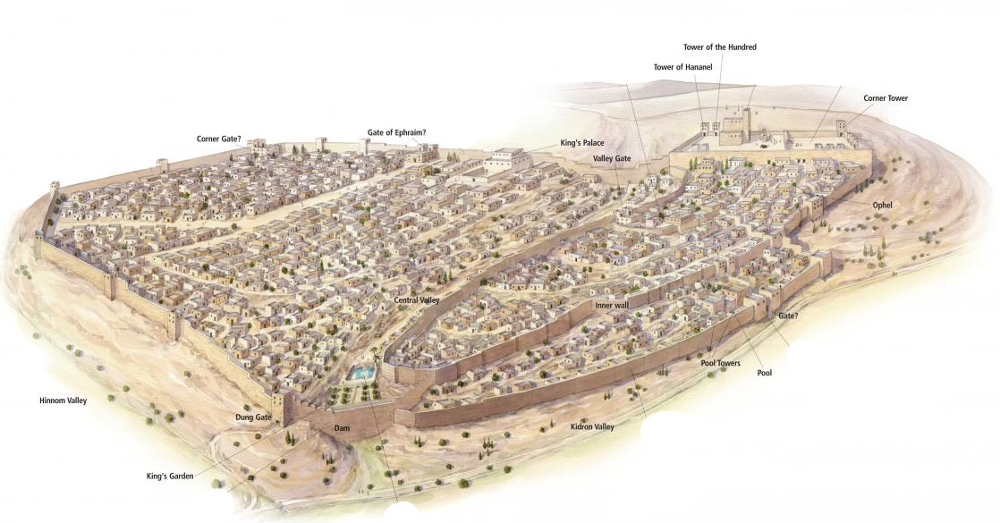 Tower of the Hundred
Tower of Hananel
Corner Tower
Gate of Ephraim?
Corner Gate?
King's Palace
Valley Gate
Ophel
Central Valley
Inner wall
Gate?
Pool Towers
Pool
Hinnom Valley
Dung Gate
Kidron Valley
Dam
King's Garden